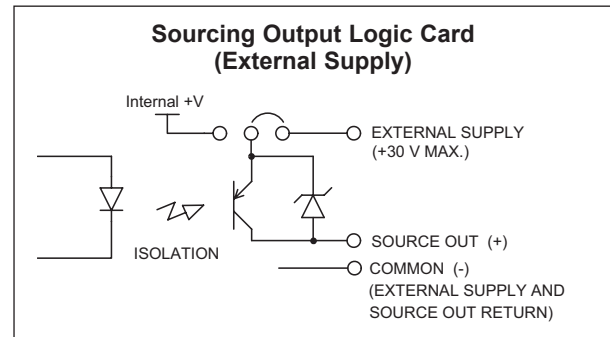 Sourcing Output Logic Card
(External Supply)
Internal +V
EXTERNAL SUPPLY
(+30 V MAX.)
ISOLATION
SOURCE OUT (+)
COMMON (-)
(EXTERNAL SUPPLY AND
SOURCE OUT RETURN)